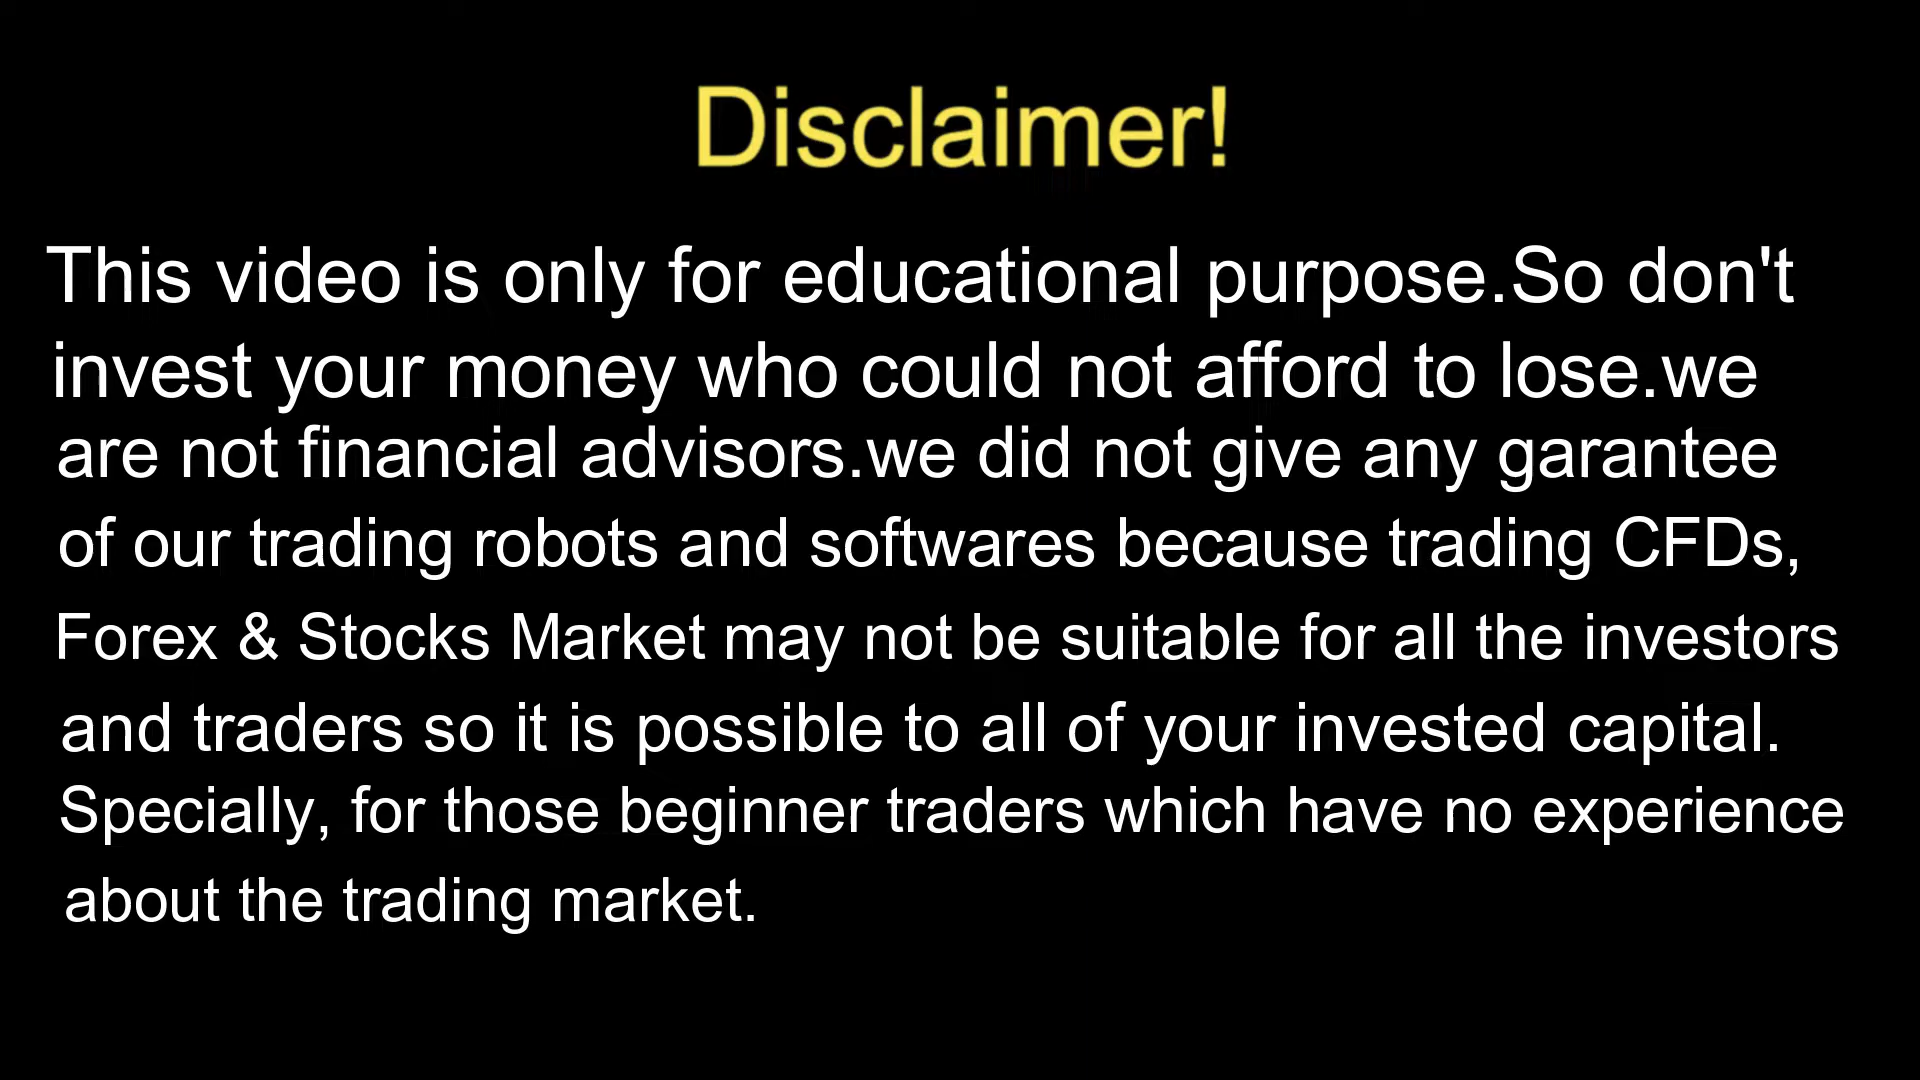 Disclaimer!
This video is only for educational purpose.So don't
invest your money who could not afford to lose.we
are not financial advisors.we did not give any garantee
of our trading robots and softwares because trading CFDs,
Forex & Stocks Market may not be suitable for all the investors
and traders so it is possible to all of your invested capital.
Specially, for those beginner traders which have no experience
about the trading market.